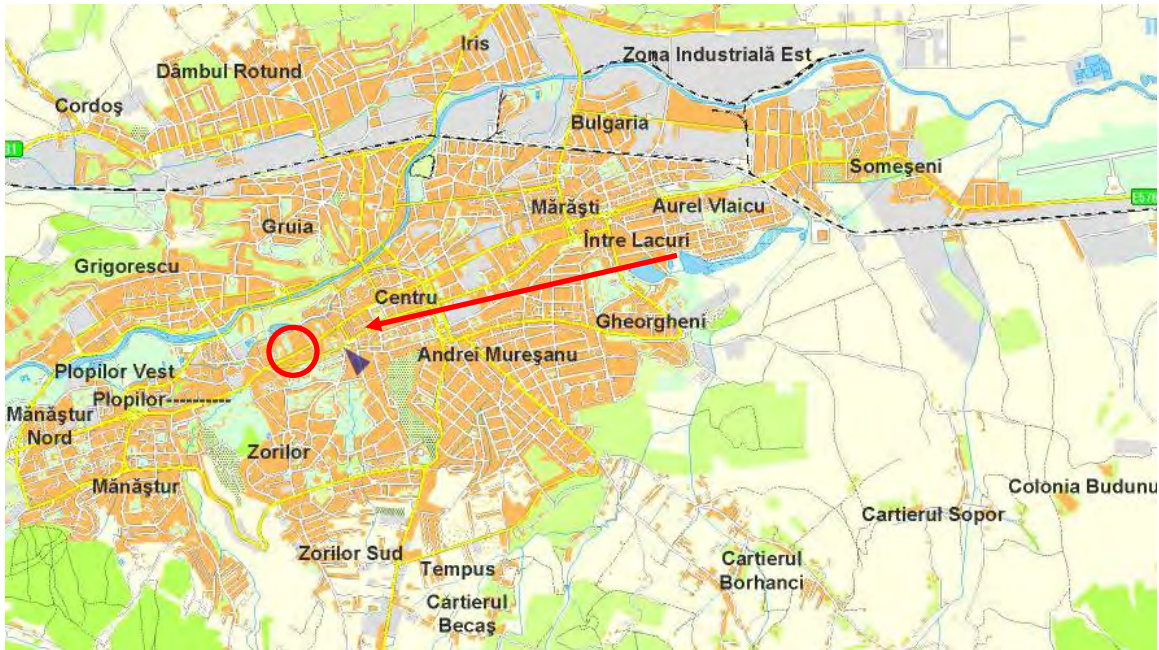 Iris
Zona Industrială Est
Dâmbul Rotund
Cordoş
Bulgaria
Someşeni
E576
Mărăşti
Aurel Vlaicu
Gruia
Între Lacuri
Grigorescu
Centru
Gheorgheni
Andrei Mureşanu
Plopilor Vest
Plopilor----------
Mănăştur
Nord
Zorilor
Mănăştur
Colonia Budunu
Cartierul Sopor
Zorilor Sud
Tempus
Cartierul
Borhanci
Cartierul
Becaş